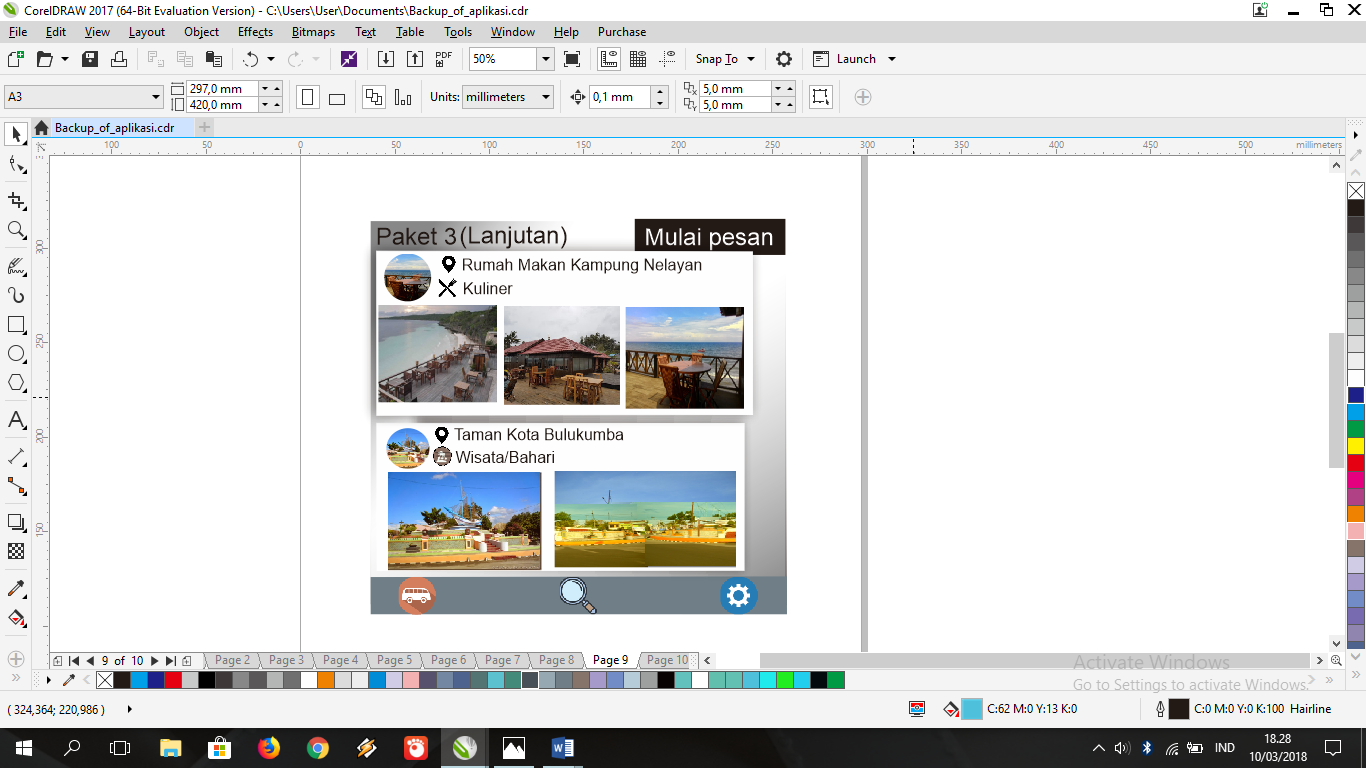 CorelDRAW 2017 (64-Bit Evaluation Version) - C:\Users\User\Documents\Backup_of_aplikasi.cdr
File Edit View Layout Object Effects Bitmaps Text Table Tools Window Help Purchase
PDF 50% Snap To Launch
A3 297,0 mm 420,0 mm Units: millimeters 0,1 mm 5,0 mm 5,0 mm
Backup_of_aplikasi.cdr
100 50 0 50 100 150 200 250 300 350 400 450 500 millimeters
300
250
200
150
Paket 3 (Lanjutan) Mulai pesan
Rumah Makan Kampung Nelayan
Kuliner
Taman Kota Bulukumba
Wisata/Bahari
9 of 10 Page 2 Page 3 Page 4 Page 5 Page 6 Page 7 Page 8 Page 9 Page 10
Activate Windows
Go to Settings to activate Windows.
( 324,364; 220,986 ) C:62 M:0 Y:13 K:0 C:0 M:0 Y:0 K:100 Hairline
IND 18.28
10/03/2018